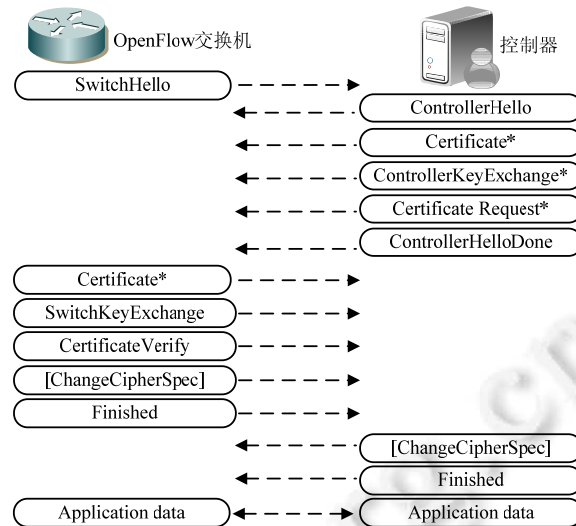 OpenFlow交换机
控制器
SwitchHello
ControllerHello
Certificate*
ControllerKeyExchange*
Certificate Request*
ControllerHelloDone
Certificate*
SwitchKeyExchange
CertificateVerify
[ChangeCipherSpec]
Finished
[ChangeCipherSpec]
Finished
Application data
Application data